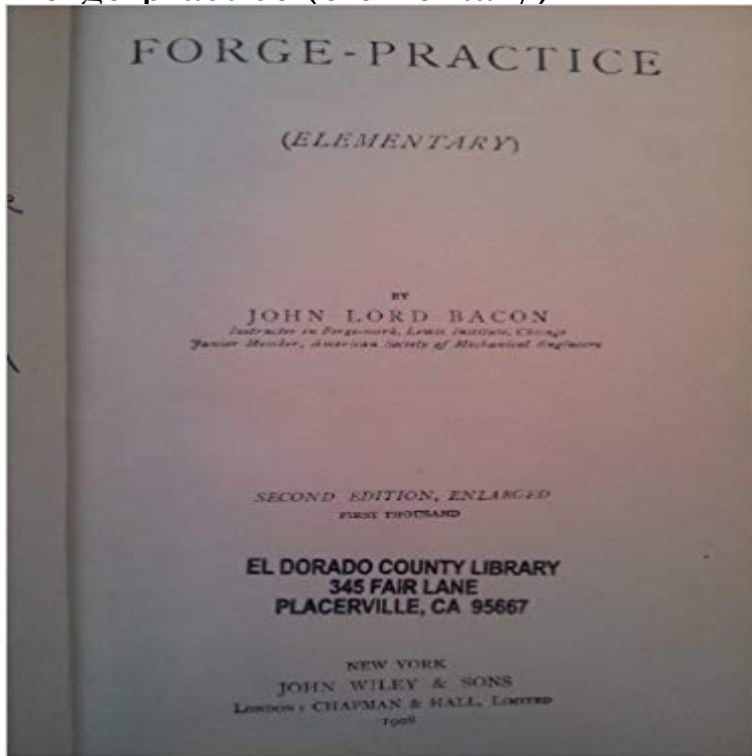 FORGE-PRACTICE
(ELEMENTARY)
BY
JOHN LORD BACON
Instructor in Forge-work, Lewis Institute, Chicago
Junior Member, American Society of Mechanical Engineers
SECOND EDITION, ENLARGED
FIRST THOUSAND
EL DORADO COUNTY LIBRARY
345 FAIR LANE
PLACERVILLE, CA 95667
NEW YORK
JOHN WILEY & SONS
LONDON: CHAPMAN & HALL, LIMITED
1908